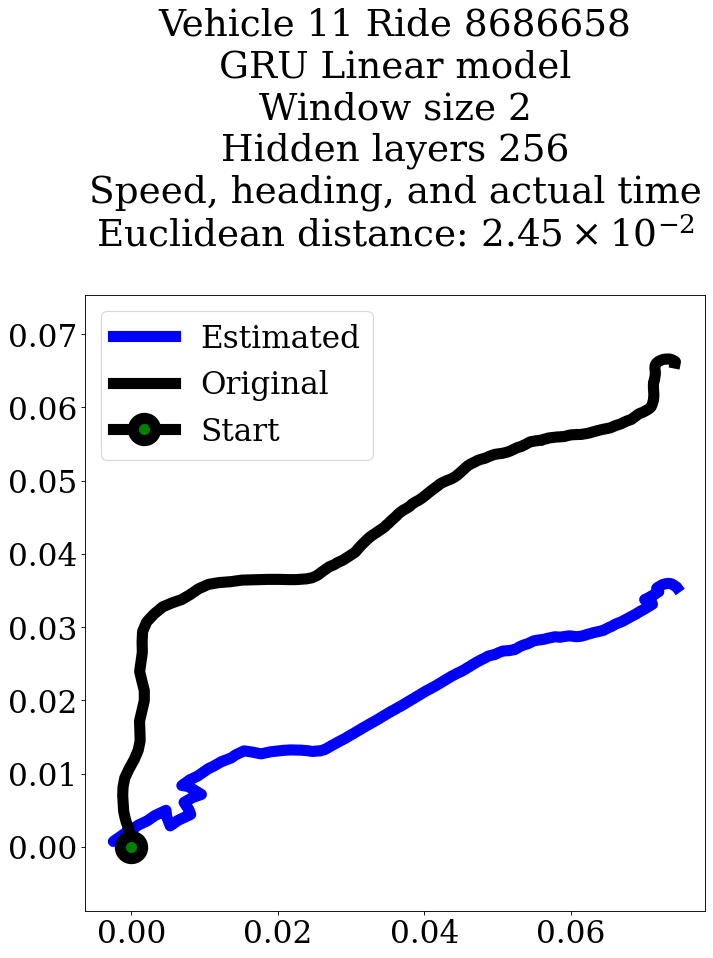 Vehicle 11 Ride 8686658
GRU Linear model
Window size 2
Hidden layers 256
Speed, heading, and actual time
Euclidean distance: 2.45 × 10⁻²
Estimated
Original
Start
0.07
0.06
0.05
0.04
0.03
0.02
0.01
0.00
0.00 0.02 0.04 0.06